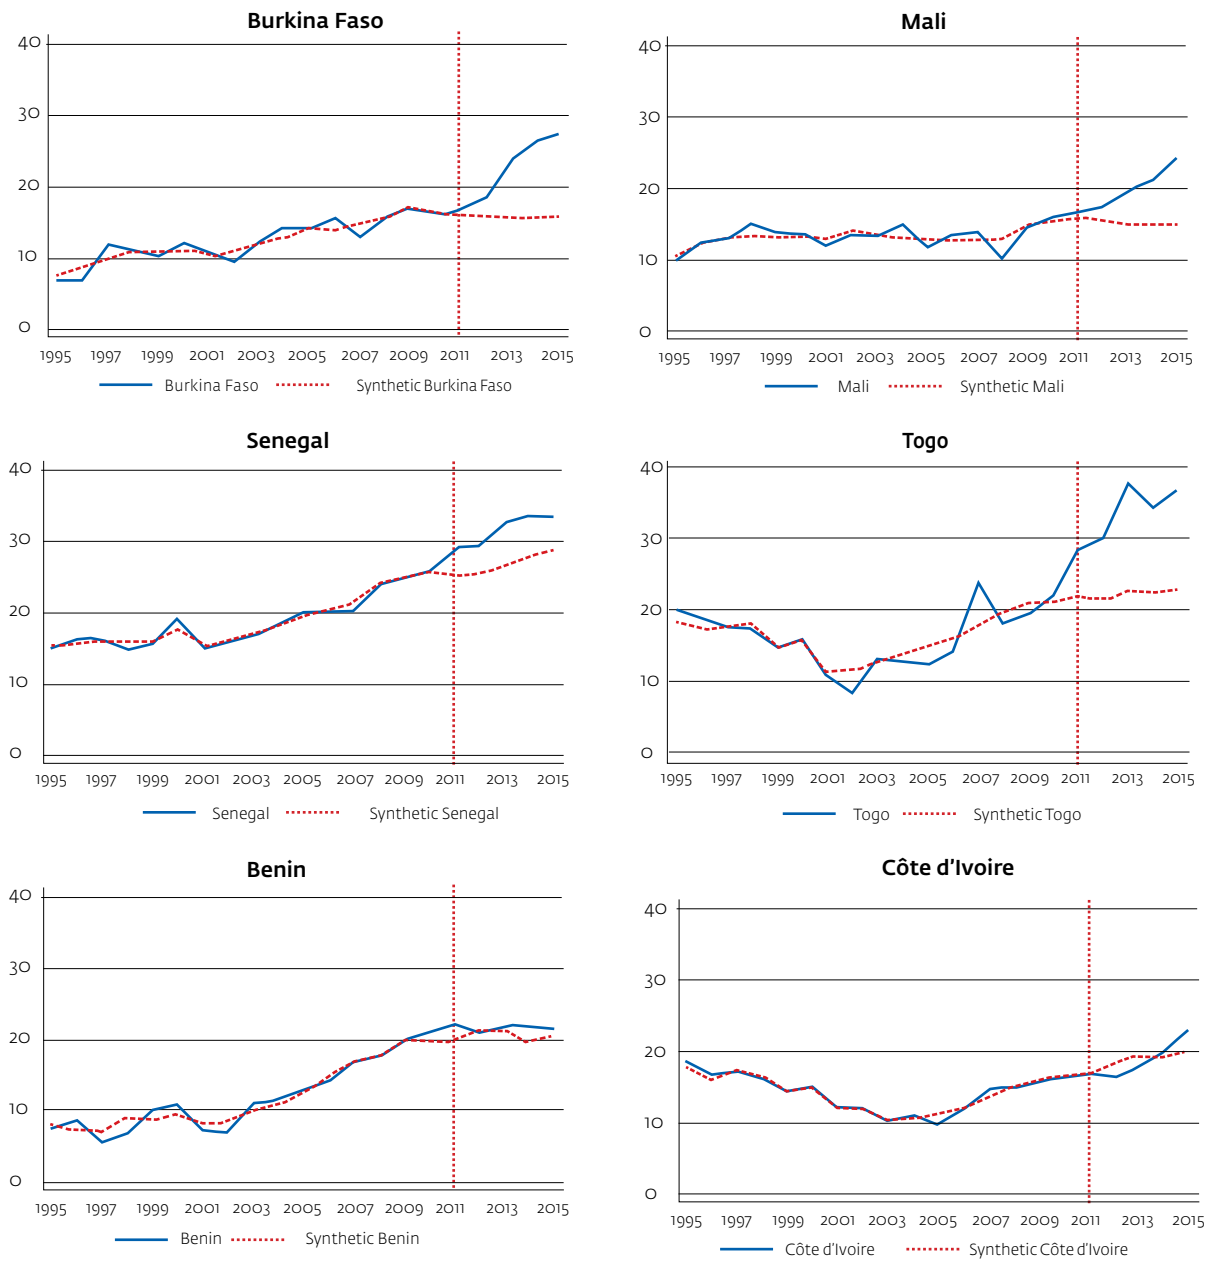 Burkina Faso
40
30
20
10
0
1995 1997 1999 2001 2003 2005 2007 2009 2011 2013 2015
Burkina Faso Synthetic Burkina Faso
Mali
40
30
20
10
0
1995 1997 1999 2001 2003 2005 2007 2009 2011 2013 2015
Mali Synthetic Mali
Senegal
40
30
20
10
0
1995 1997 1999 2001 2003 2005 2007 2009 2011 2013 2015
Senegal Synthetic Senegal
Togo
40
30
20
10
0
1995 1997 1999 2001 2003 2005 2007 2009 2011 2013 2015
Togo Synthetic Togo
Benin
40
30
20
10
0
1995 1997 1999 2001 2003 2005 2007 2009 2011 2013 2015
Benin Synthetic Benin
Côte d'Ivoire
40
30
20
10
0
1995 1997 1999 2001 2003 2005 2007 2009 2011 2013 2015
Côte d'Ivoire Synthetic Côte d'Ivoire